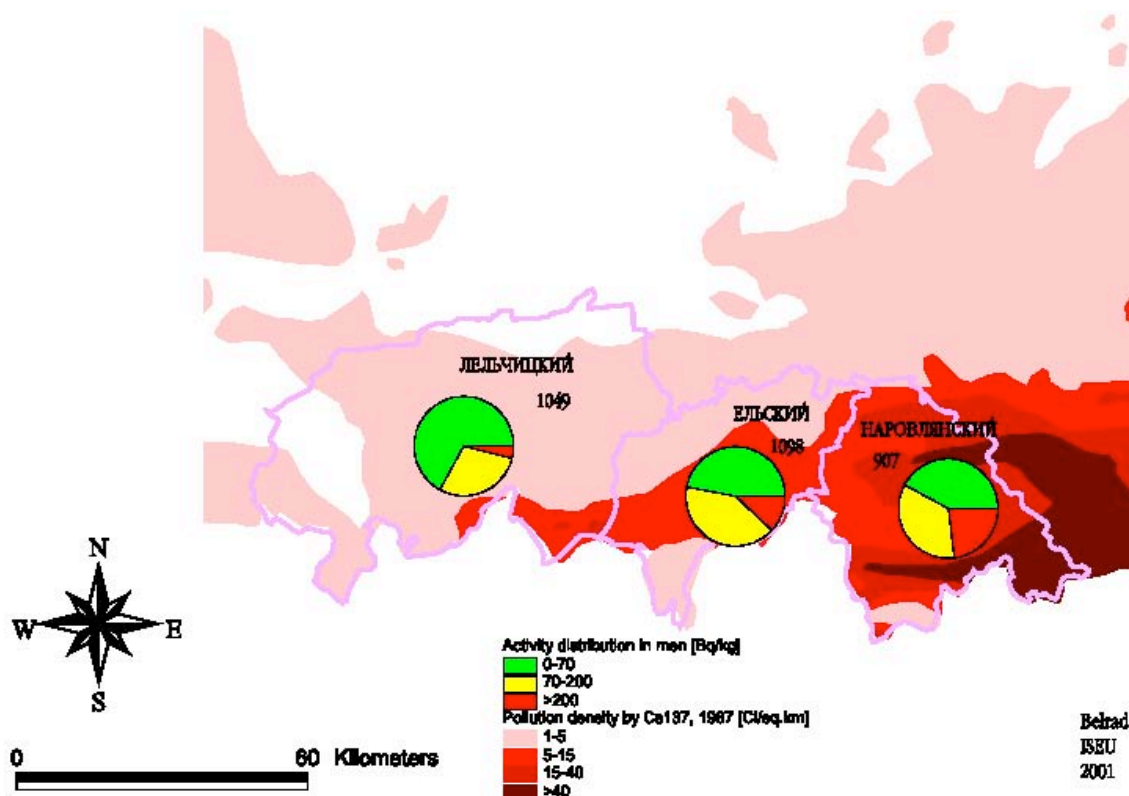 ЛЕЛЬЧИЦКИЙ
1049
ЕЛЬСКИЙ
1098
НАРОВЛЯНСКИЙ
907
N
W E
S
0 60 Kilometers
Activity distribution in men [Bq/kg]
0-70
70-200
>200
Pollution density by Cs137, 1987 [Ci/sq.km]
1-5
5-15
15-40
>40
Belrad
ISEU
2001